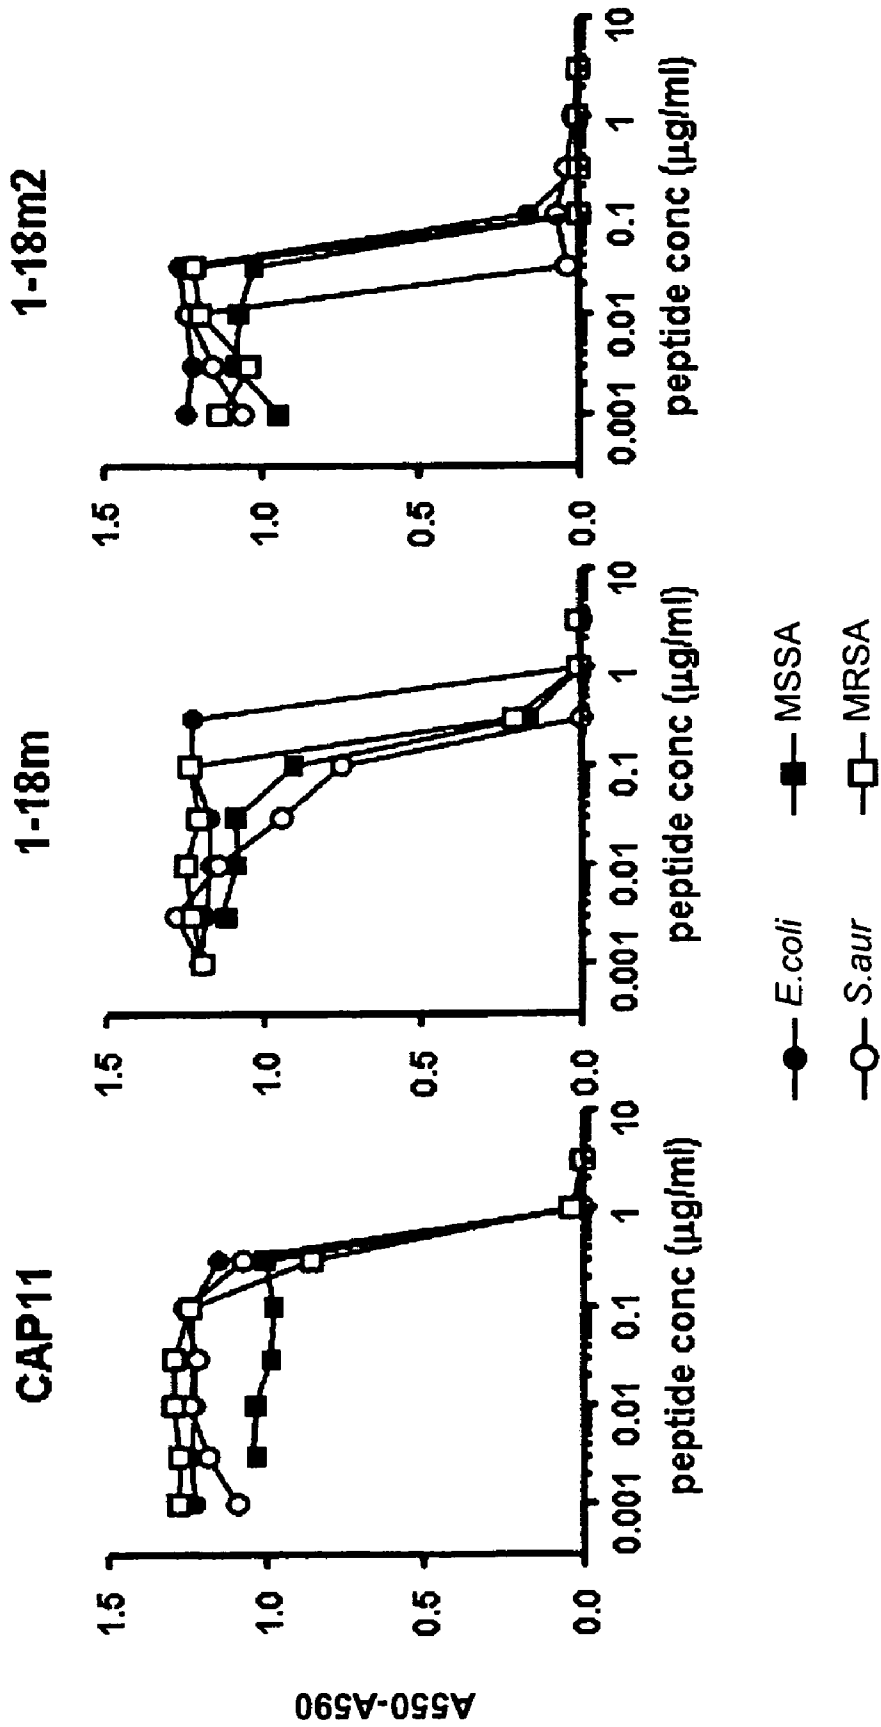 CAP11
1.5
1.0
0.5
0.0
A550-A590
0.001 0.01 0.1 1 10
peptide conc (µg/ml)
1-18m
1.5
1.0
0.5
0.0
0.001 0.01 0.1 1 10
peptide conc (µg/ml)
1-18m2
1.5
1.0
0.5
0.0
0.001 0.01 0.1 1 10
peptide conc (µg/ml)
E.coli MSSA
S.aur MRSA